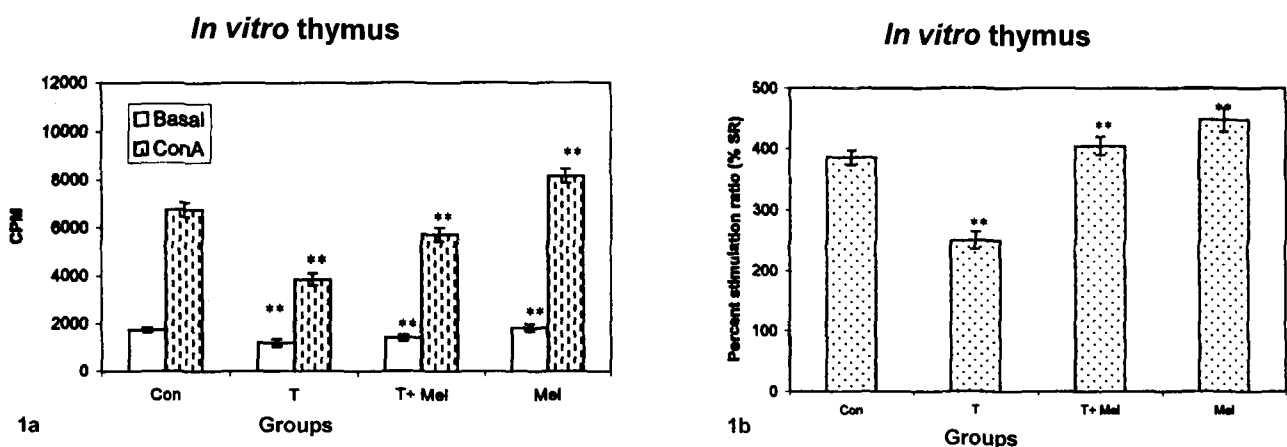 In vitro thymus
12000
10000
8000
6000
4000
2000
0
CPM
Basal
ConA
**
**
**
**
**
**
Con
T
T+ Mel
Mel
1a
Groups
In vitro thymus
500
400
300
200
100
0
Percent stimulation ratio (% SR)
**
**
**
Con
T
T+ Mel
Mel
1b
Groups